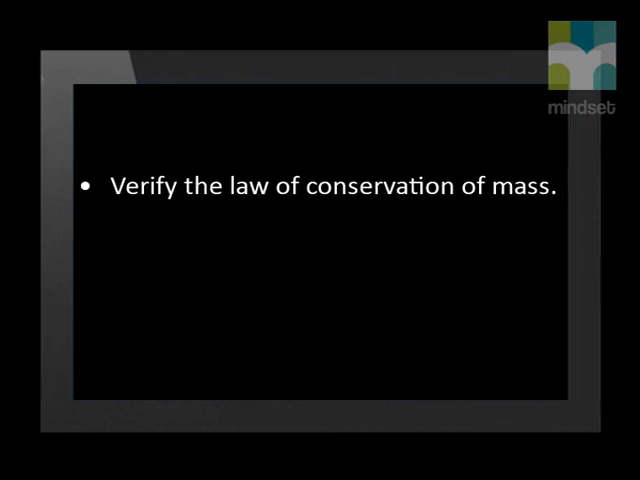 mindset
• Verify the law of conservation of mass.